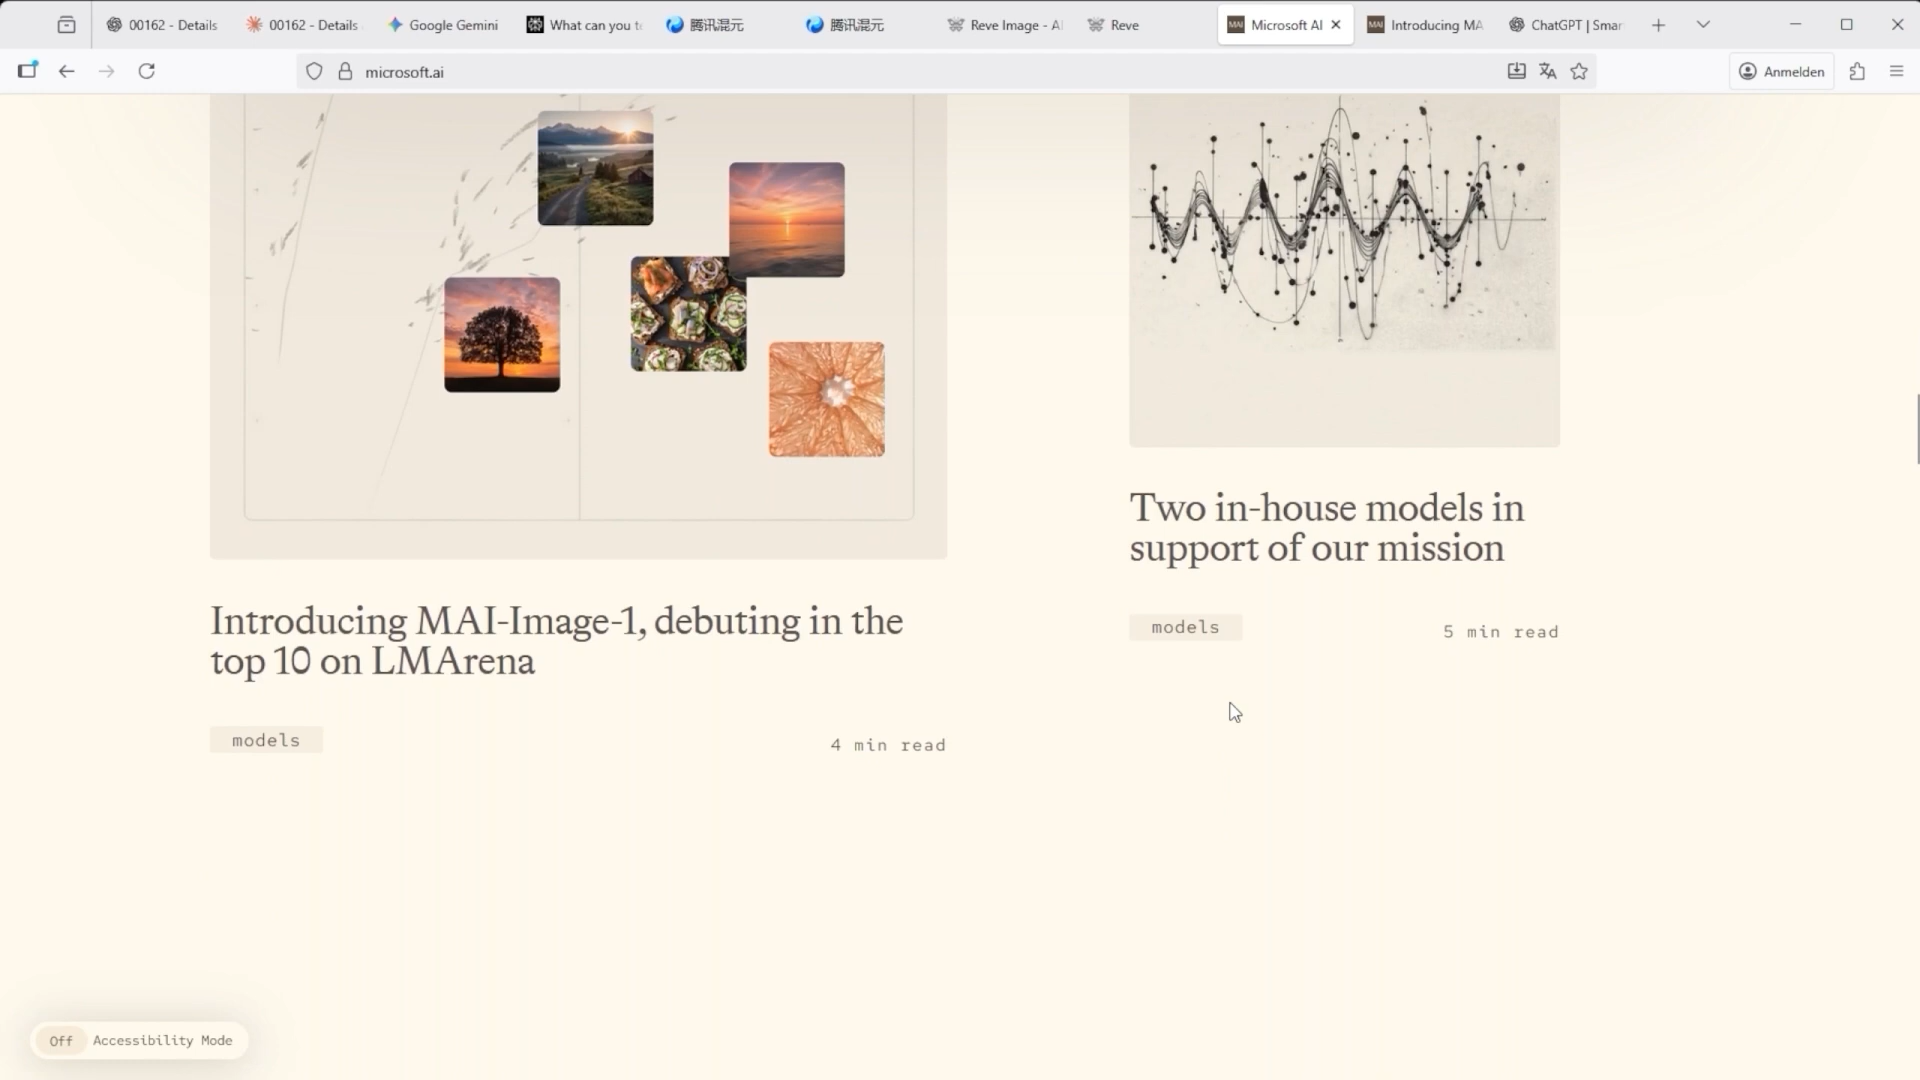 00162 - Details
00162 - Details
Google Gemini
What can you t
腾讯混元
腾讯混元
Reve Image - A
Reve
MAI
Microsoft AI
MAI
Introducing MA
ChatGPT | Smar
microsoft.ai
Anmelden
Introducing MAI-Image-1, debuting in the
top 10 on LMArena
models
4 min read
Two in-house models in
support of our mission
models
5 min read
Off
Accessibility Mode